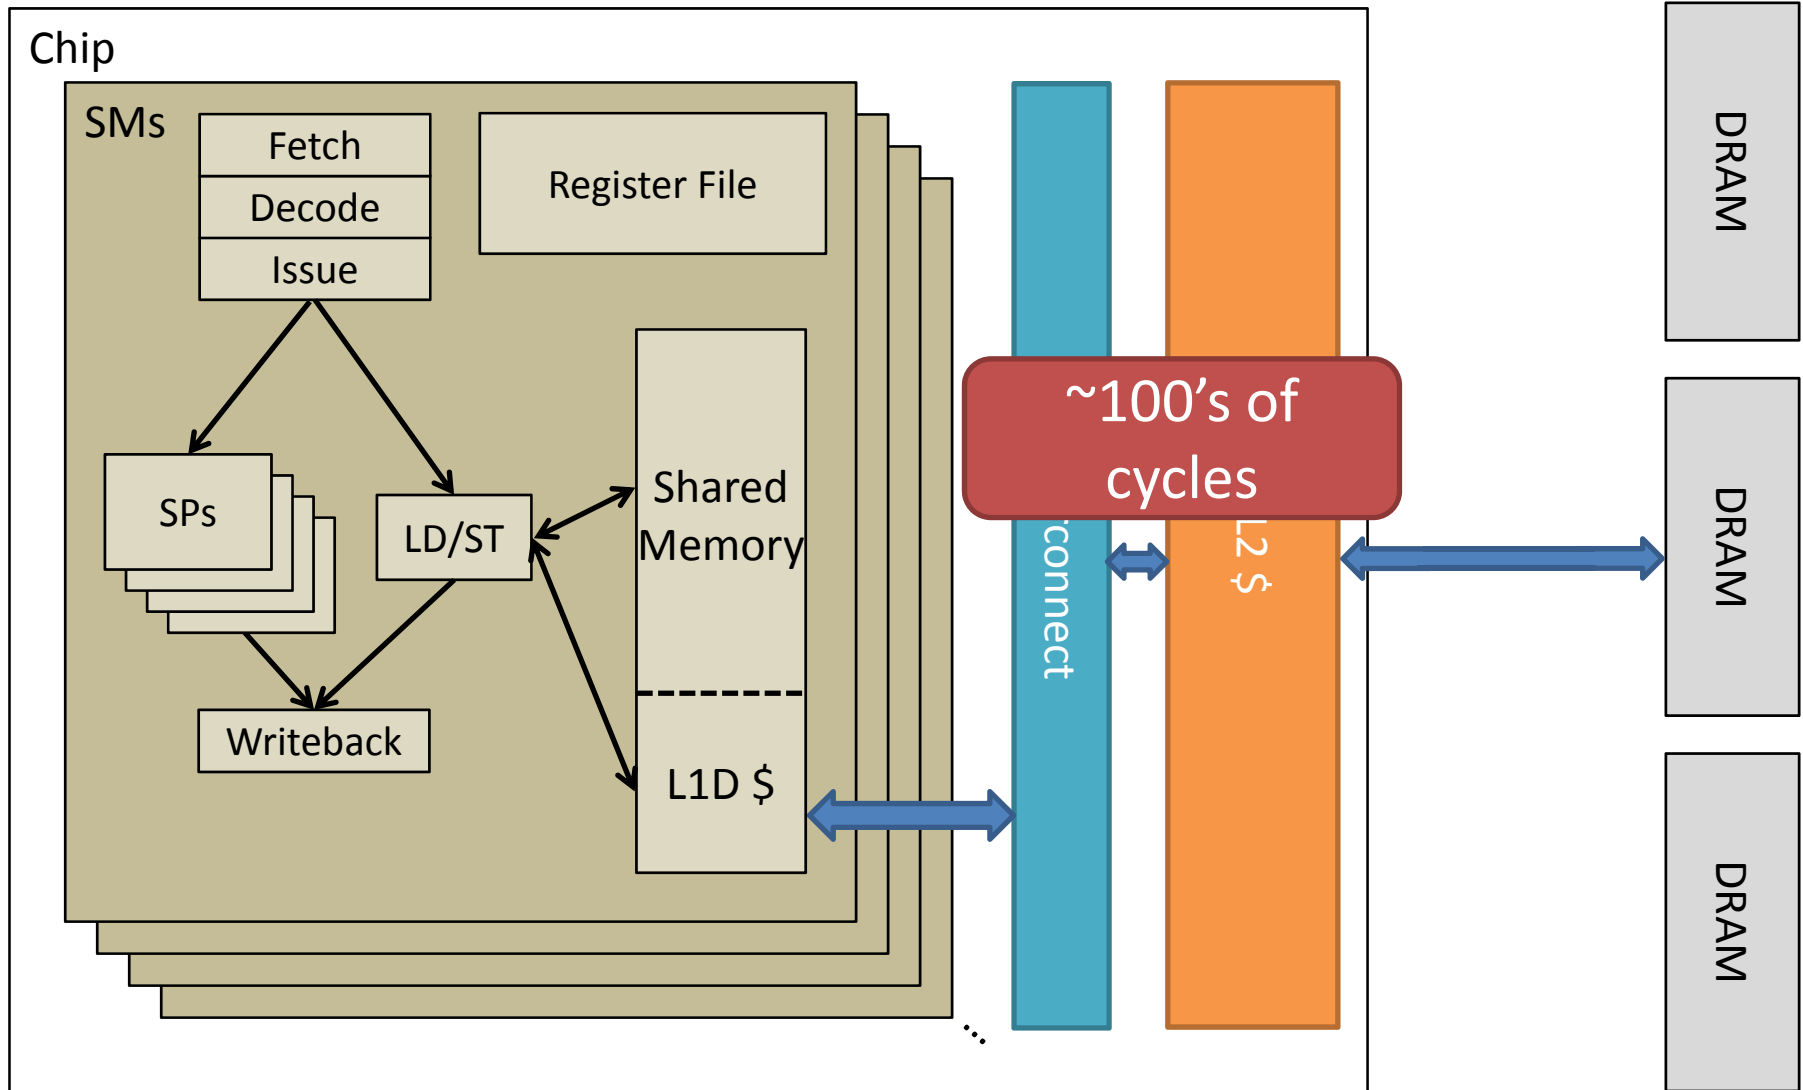 Chip
SMs
Fetch
Decode
Issue
Register File
SPs
LD/ST
Shared
Memory
L1D $
Writeback
~100's of
cycles
connect
L2 $
DRAM
DRAM
DRAM
...